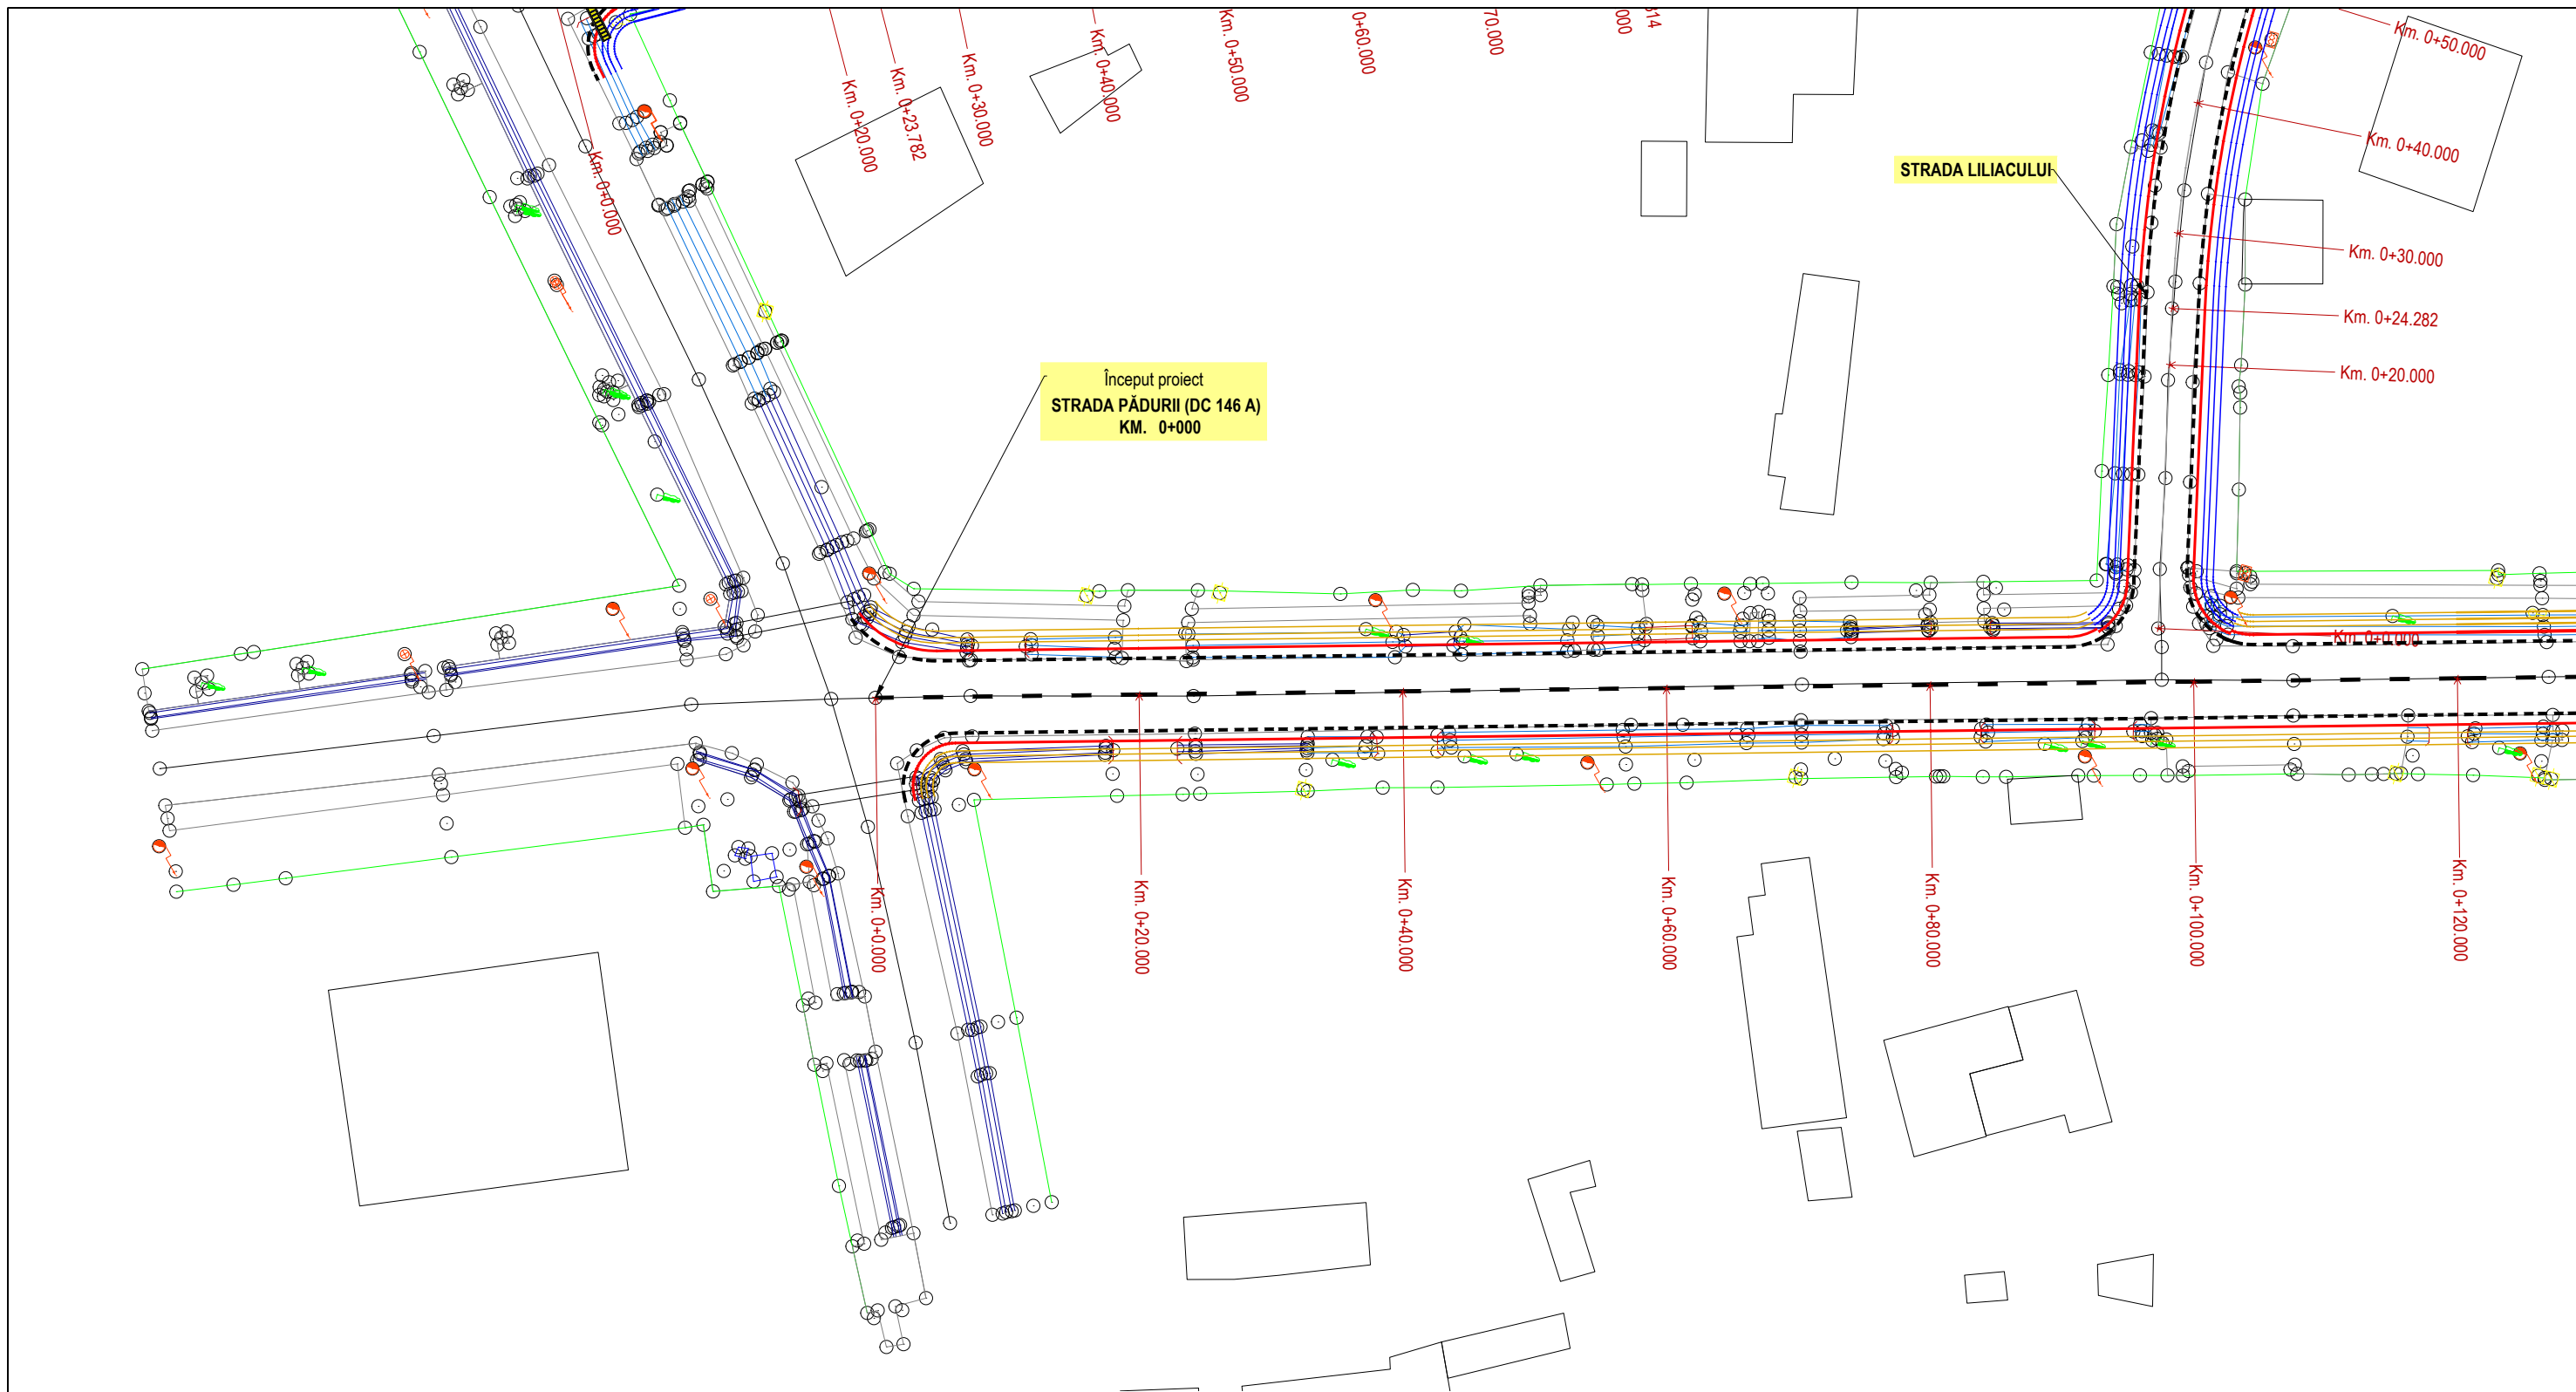 Km. 0+0.000
Km. 0+20.000
Km. 0+23.782
Km. 0+30.000
Km. 0+40.000
Km. 0+50.000
0+60.000
70.000
000
314
Km. 0+50.000
Km. 0+40.000
STRADA LILIACULUI
Km. 0+30.000
Km. 0+24.282
Km. 0+20.000
Început proiect
STRADA PĂDURII (DC 146 A)
KM. 0+000
Km. 0+0.000
Km. 0+0.000
Km. 0+20.000
Km. 0+40.000
Km. 0+60.000
Km. 0+80.000
Km. 0+100.000
Km. 0+120.000